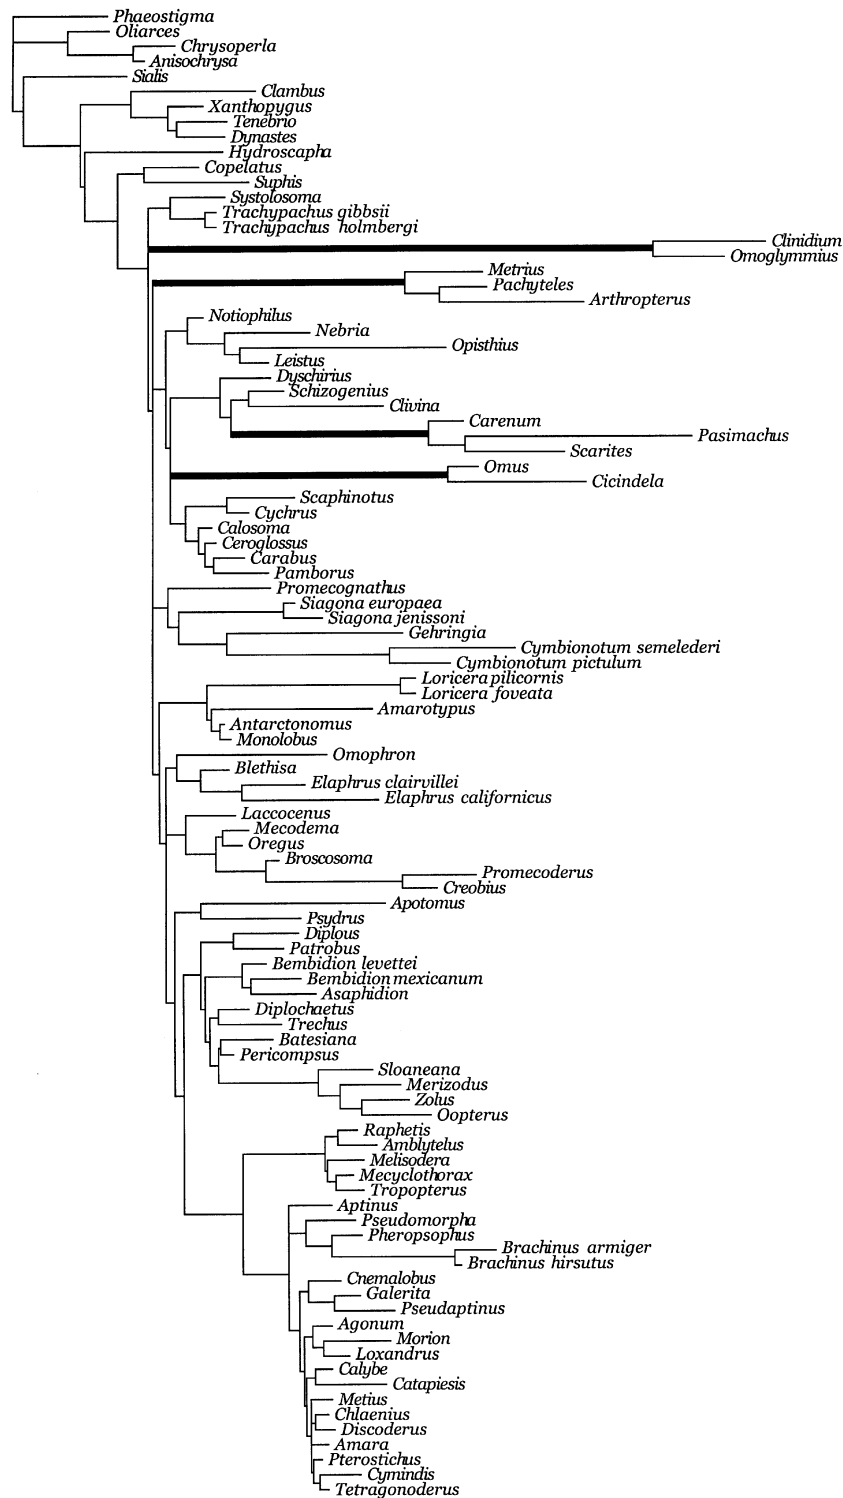 Phaeostigma
Oliarces
Chrysoperla
Anisochrysa
Sialis
Clambus
Xanthopygus
Tenebrio
Dynastes
Hydroscapha
Copelatus
Suphis
Systolosoma
Trachypachus gibbsii
Trachypachus holmbergi
Clinidium
Omoglymmius
Metrius
Pachyteles
Arthropterus
Notiophilus
Nebria
Opisthius
Leistus
Dyschirius
Schizogenius
Clivina
Carenum
Pasimachus
Scarites
Omus
Cicindela
Scaphinotus
Cychrus
Calosoma
Ceroglossus
Carabus
Pamborus
Promecognathus
Siagona europaea
Siagona jenissoni
Gehringia
Cymbionotum semelederi
Cymbionotum pictulum
Loricera pilicornis
Loricera foveata
Amarotypus
Antarctonomus
Monolobus
Omophron
Blethisa
Elaphrus clairvillei
Elaphrus californicus
Laccocenus
Mecodema
Oregus
Broscosoma
Promecoderus
Creobius
Apotomus
Psydrus
Diplous
Patrobus
Bembidion levettei
Bembidion mexicanum
Asaphidion
Diplochaetus
Trechus
Batesiana
Pericompsus
Sloaneana
Merizodus
Zolus
Oopterus
Raphetis
Amblytelus
Melisodera
Mecyclothorax
Tropopterus
Aptinus
Pseudomorpha
Pheropsophus
Brachinus armiger
Brachinus hirsutus
Cnemalobus
Galerita
Pseudaptinus
Agonum
Morion
Loxandrus
Calybe
Catapiesis
Metius
Chlaenius
Discoderus
Amara
Pterostichus
Cymindis
Tetragonoderus